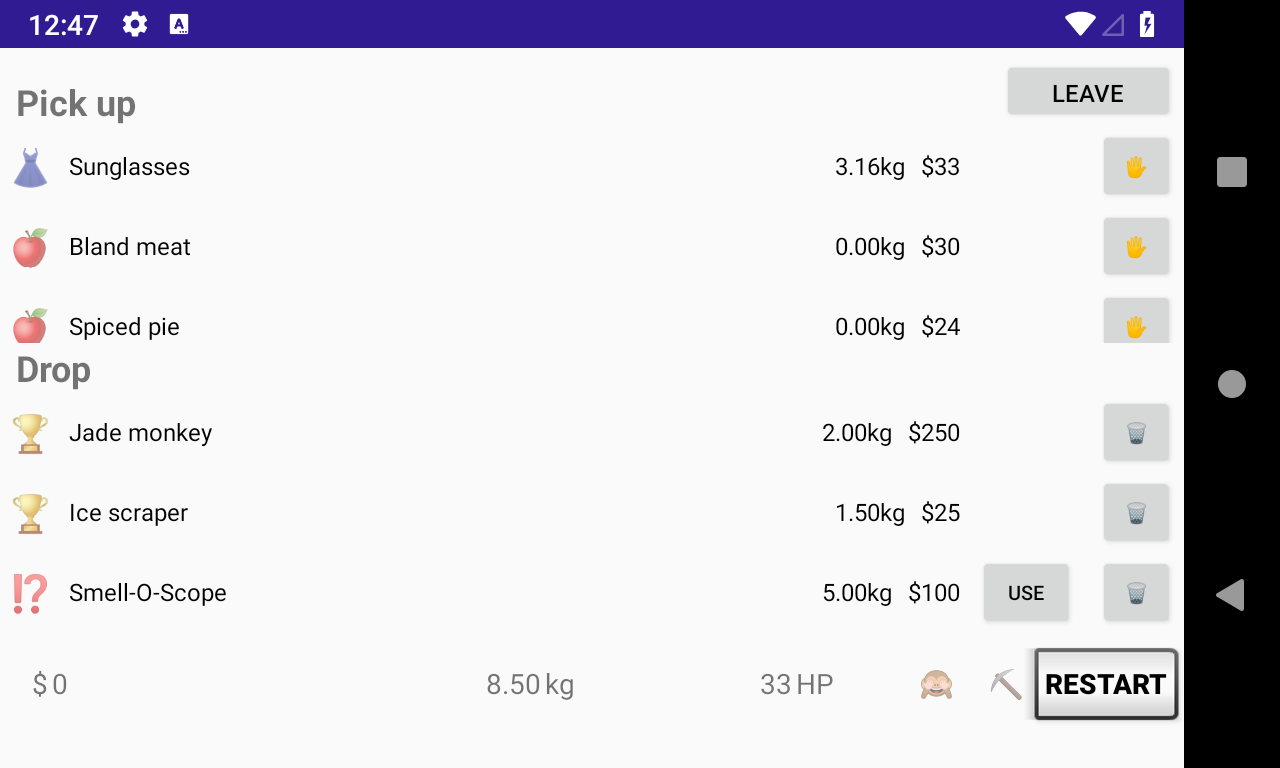 12:47
Pick up
LEAVE
Sunglasses 3.16kg $33
Bland meat 0.00kg $30
Spiced pie 0.00kg $24
Drop
Jade monkey 2.00kg $250
Ice scraper 1.50kg $25
Smell-O-Scope 5.00kg $100 USE
$ 0 8.50 kg 33 HP RESTART